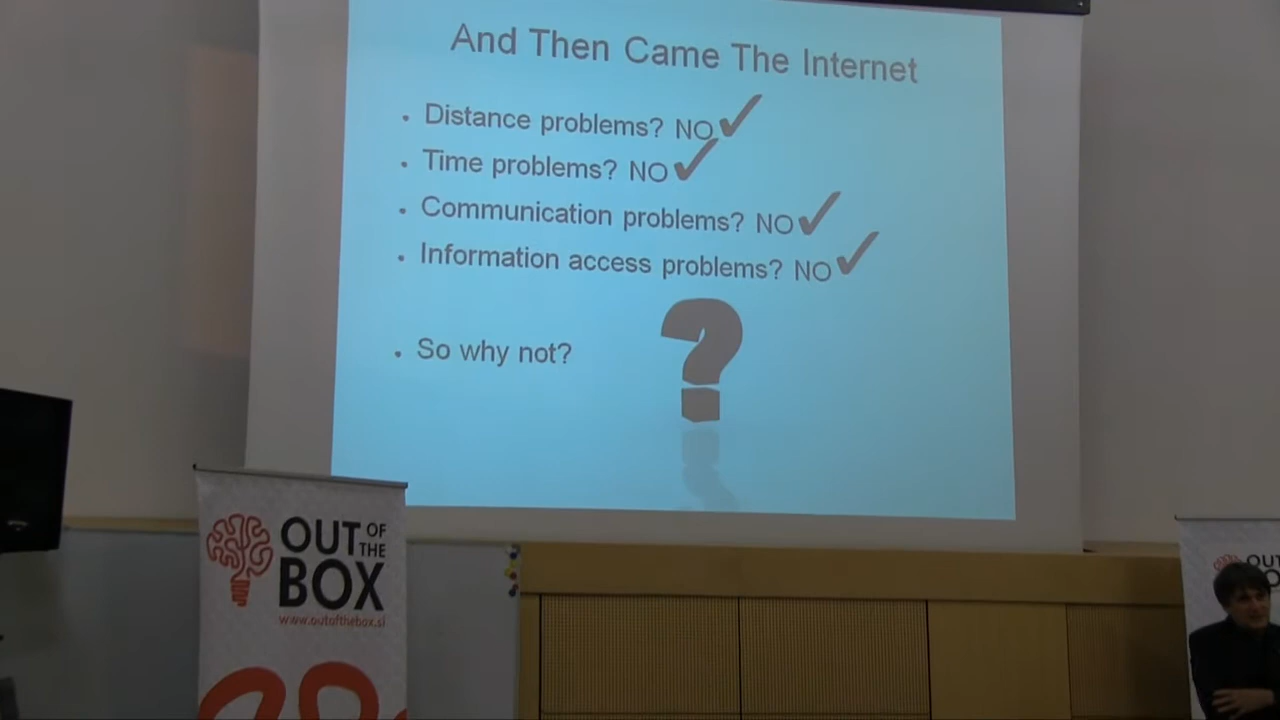 And Then Came The Internet
• Distance problems? NO ✓
• Time problems? NO ✓
• Communication problems? NO ✓
• Information access problems? NO ✓
• So why not?
?
OUT OF THE
BOX
www.outofthebox.si
OUT